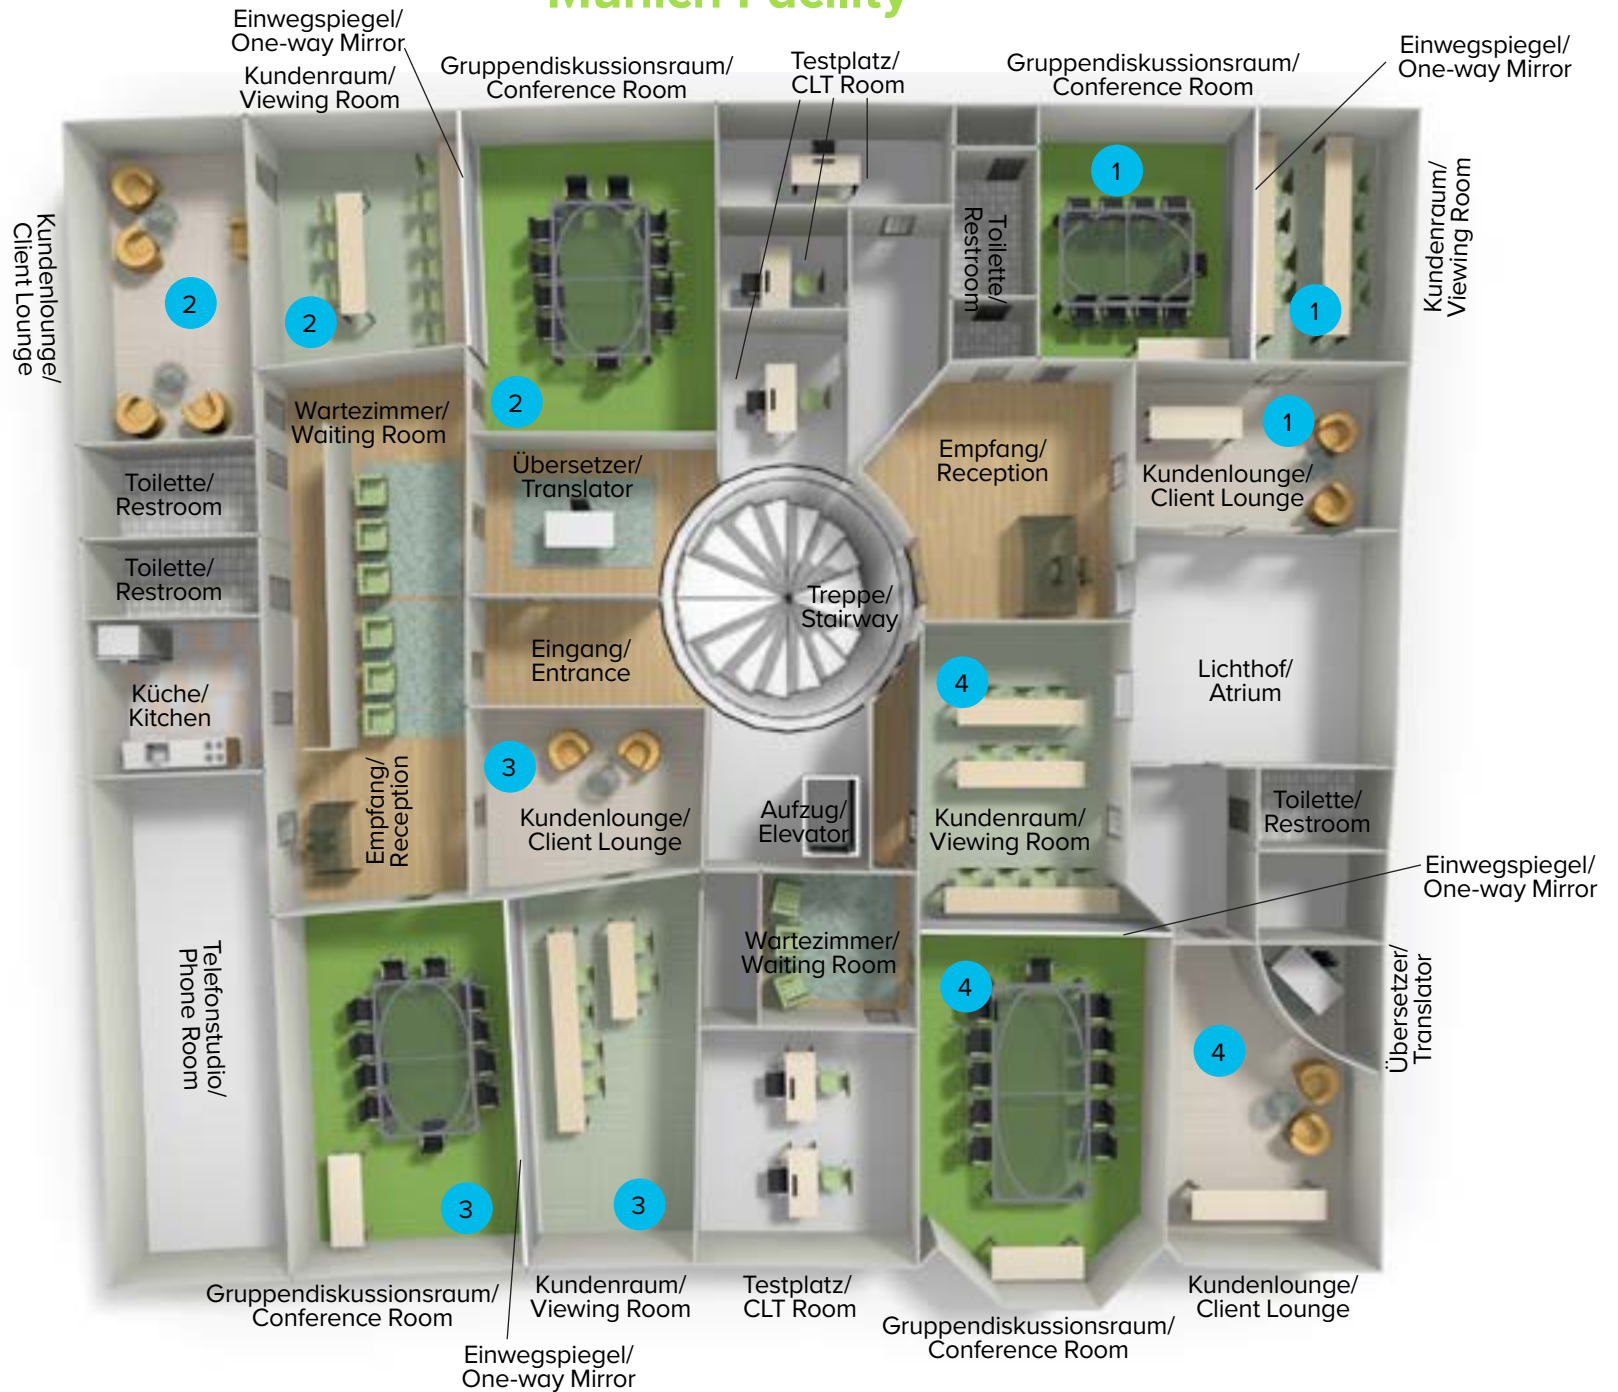 Munich Facility
Einwegspiegel/
One-way Mirror
Kundenraum/
Viewing Room
Gruppendiskussionsraum/
Conference Room
Testplatz/
CLT Room
Gruppendiskussionsraum/
Conference Room
Einwegspiegel/
One-way Mirror
Kundenlounge/
Client Lounge
2
2
2
Toilette/
Restroom
1
1
Kundenraum/
Viewing Room
Wartezimmer/
Waiting Room
Übersetzer/
Translator
Empfang/
Reception
1
Kundenlounge/
Client Lounge
Toilette/
Restroom
Toilette/
Restroom
Treppe/
Stairway
Eingang/
Entrance
Küche/
Kitchen
4
Lichthof/
Atrium
3
Kundenlounge/
Client Lounge
Empfang/
Reception
Aufzug/
Elevator
Kundenraum/
Viewing Room
Toilette/
Restroom
Einwegspiegel/
One-way Mirror
Telefonstudio/
Phone Room
Wartezimmer/
Waiting Room
4
4
Übersetzer/
Translator
3
3
Gruppendiskussionsraum/
Conference Room
Kundenraum/
Viewing Room
Testplatz/
CLT Room
Gruppendiskussionsraum/
Conference Room
Kundenlounge/
Client Lounge
Einwegspiegel/
One-way Mirror